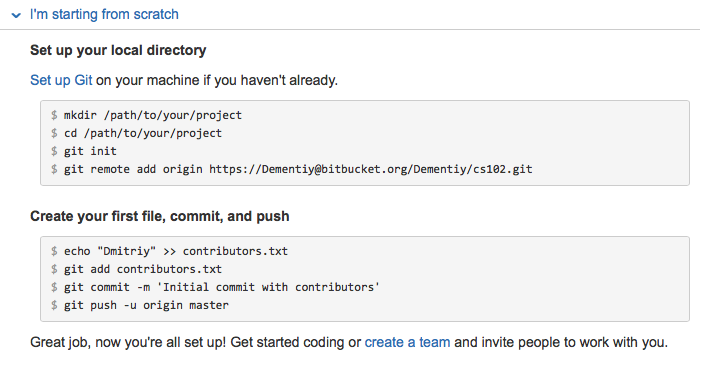 I'm starting from scratch
Set up your local directory
Set up Git on your machine if you haven't already.
$ mkdir /path/to/your/project
$ cd /path/to/your/project
$ git init
$ git remote add origin https://Dementiy@bitbucket.org/Dementiy/cs102.git
Create your first file, commit, and push
$ echo "Dmitriy" >> contributors.txt
$ git add contributors.txt
$ git commit -m 'Initial commit with contributors'
$ git push -u origin master
Great job, now you're all set up! Get started coding or create a team and invite people to work with you.